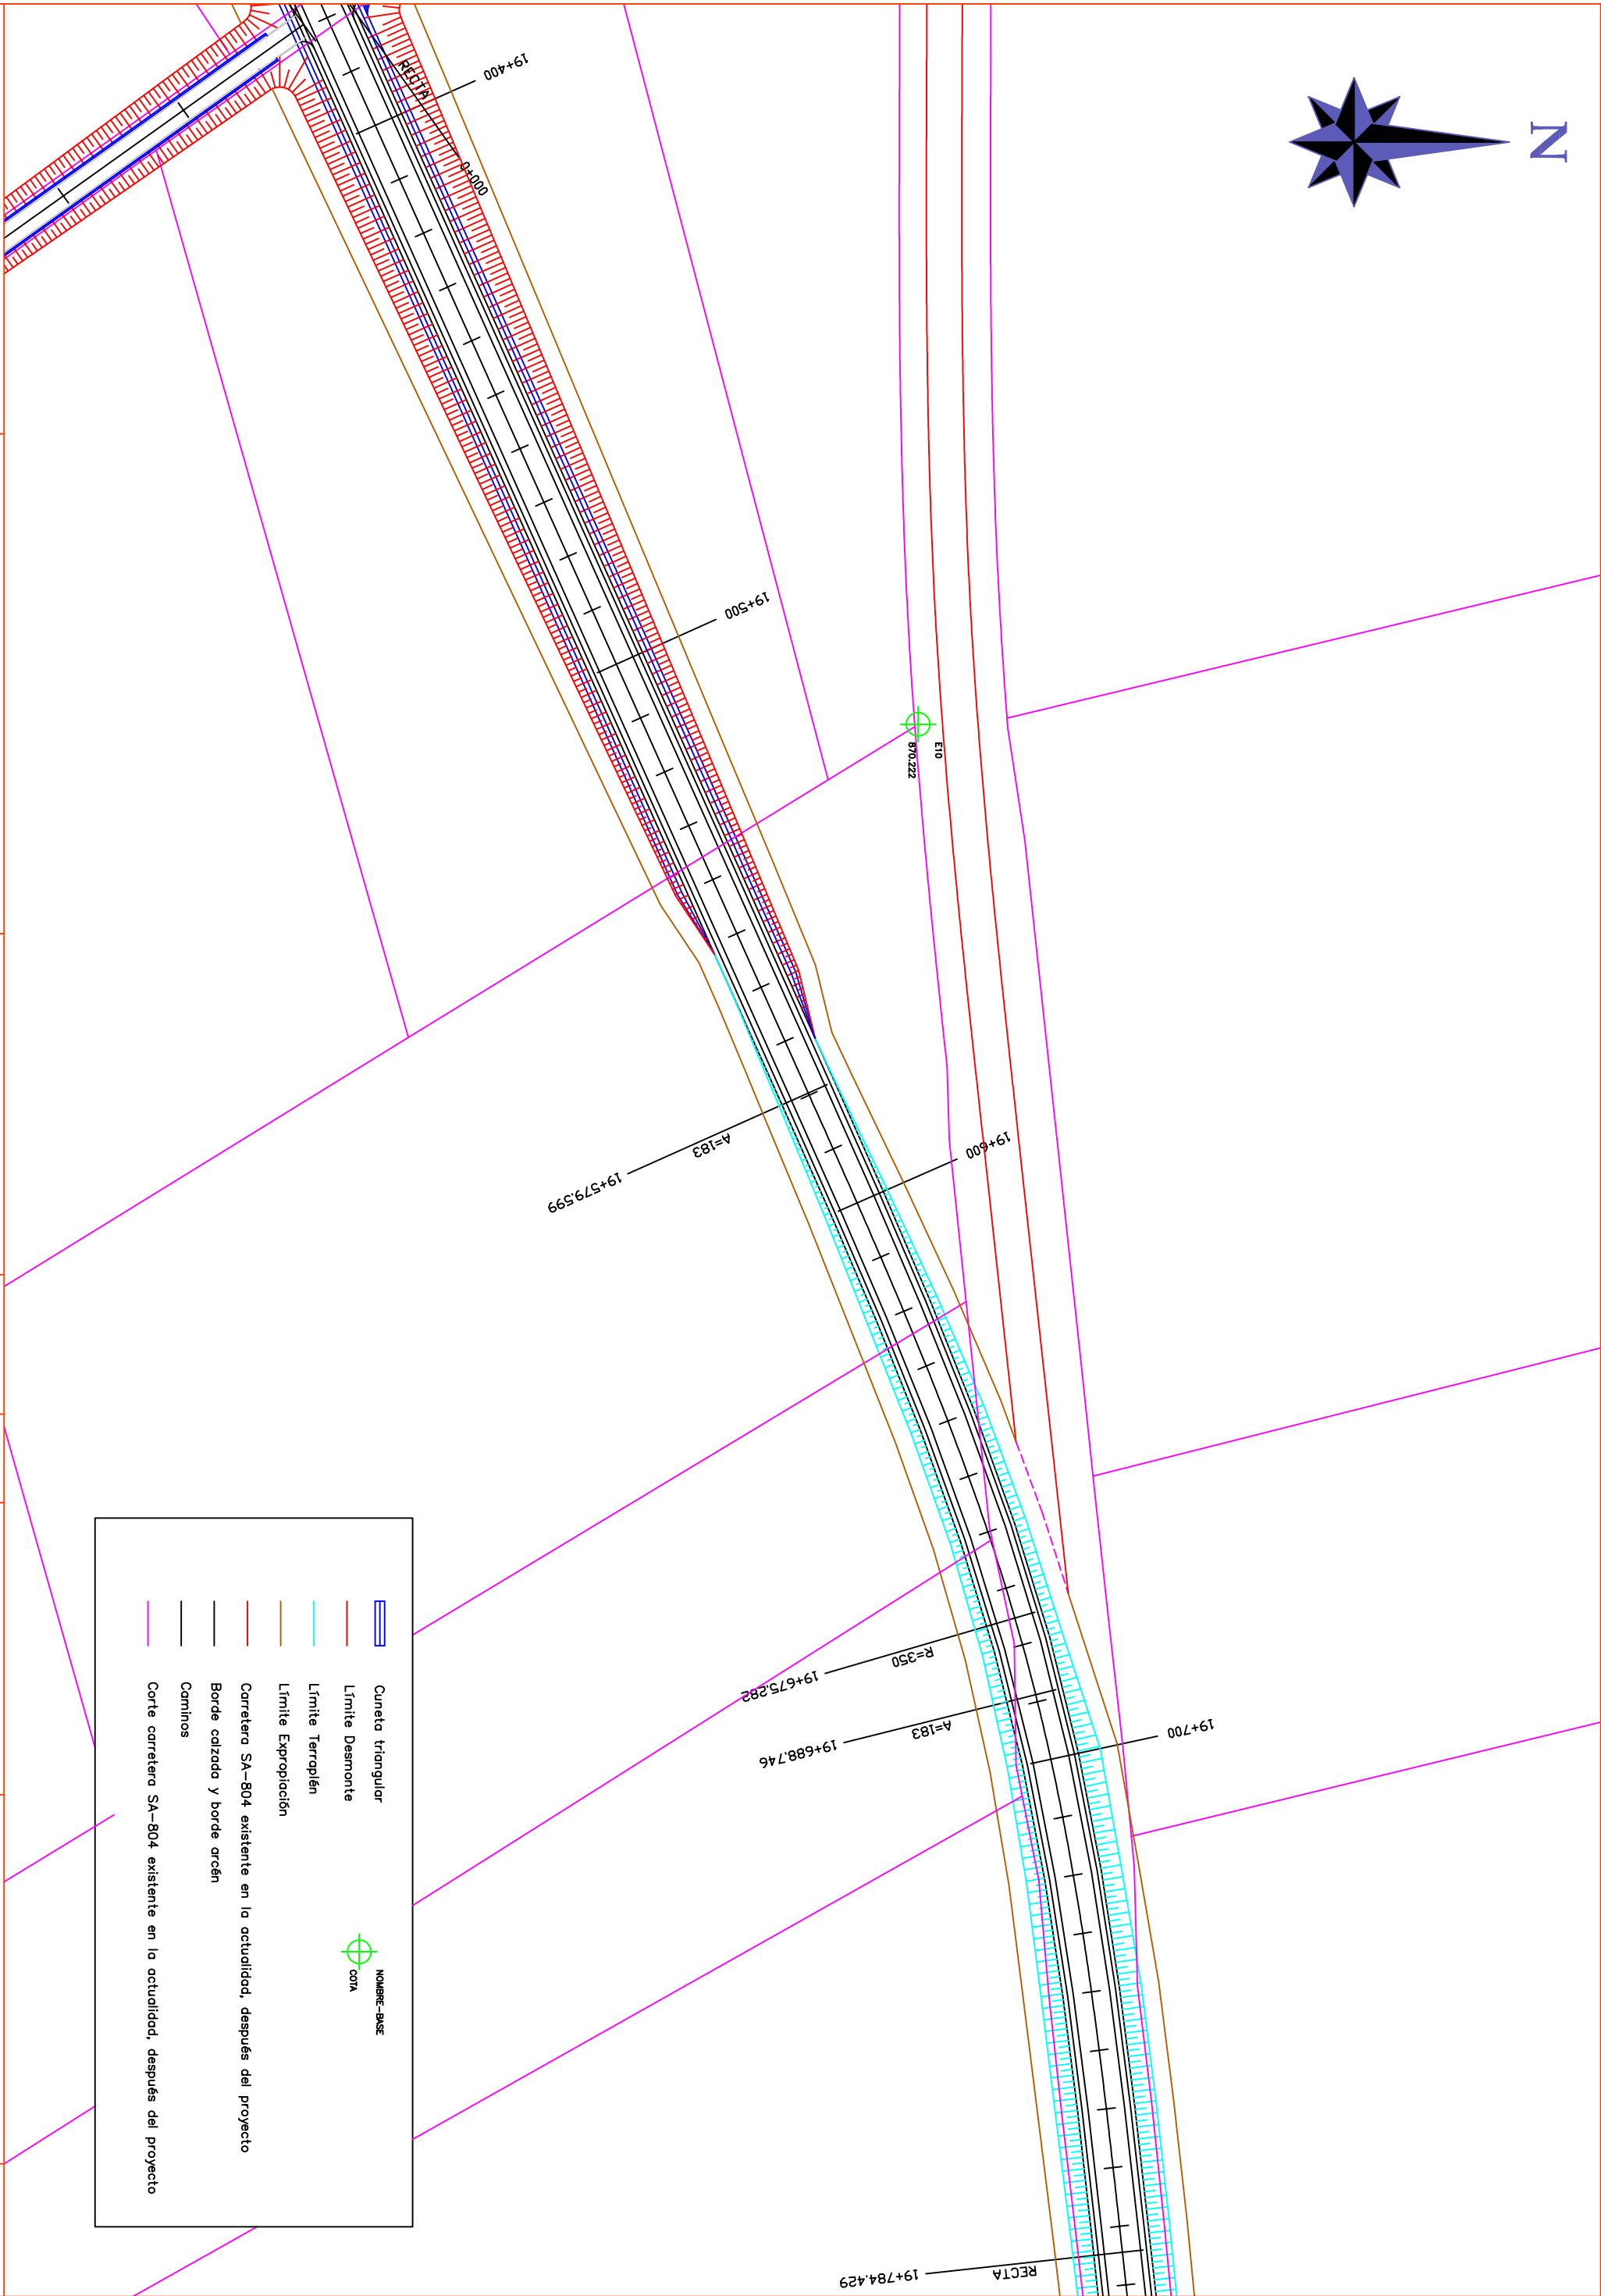 N
19+400
RECTA
0+000
19+500
E10
870.222
19+600
A=183
19+579.599
R=350
19+675.282
A=183
19+688.746
19+700
RECTA
19+784.429
Cuneta triangular
Límite Desmonte
Límite Terraplén
Límite Expropiación
Carretera SA-804 existente en la actualidad, después del proyecto
Borde calzada y borde arcén
Caminos
Corte carretera SA-804 existente en la actualidad, después del proyecto
NOMBRE-BASE
COTA